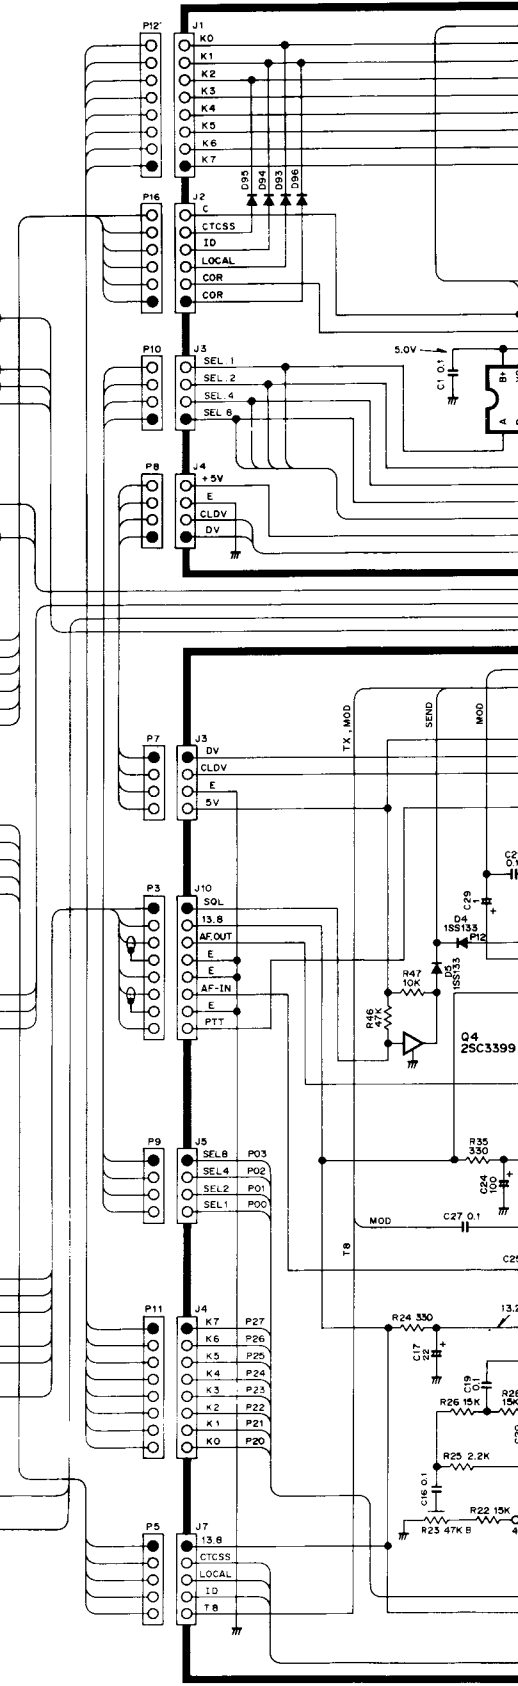 P12 J1
K0
K1
K2
K3
K4
K5
K6
K7
D95 D94 D93 D96
P16 J2
C
CTCSS
ID
LOCAL
COR
COR
P10 J3
SEL.1
SEL.2
SEL.4
SEL 8
5.0V
C1 0.1
B+
A
P8 J4
+5V
E
CLDV
DV
TX,MOD
SEND
MOD
P7 J3
DV
CLDV
E
5V
C29
1
+
P3 J10
SQL
13.8
AF.OUT
E
E
AF-IN
E
PTT
D4
1SS133
P12
D5
1SS133
R47
10K
R46
47K
Q4
2SC3399
P9 J5
SEL8 P03
SEL4 P02
SEL2 P01
SEL1 P00
R35
330
C24
100
+
MOD
C27 0.1
T8
P11 J4
K7 P27
K6 P26
K5 P25
K4 P24
K3 P23
K2 P22
K1 P21
K0 P20
R24 330
C17
22
+
C19
0.1
R26 15K
15K
R25 2.2K
C16 0.1
R22 15K
R23 47K B
P5 J7
13.8
CTCSS
LOCAL
ID
T8